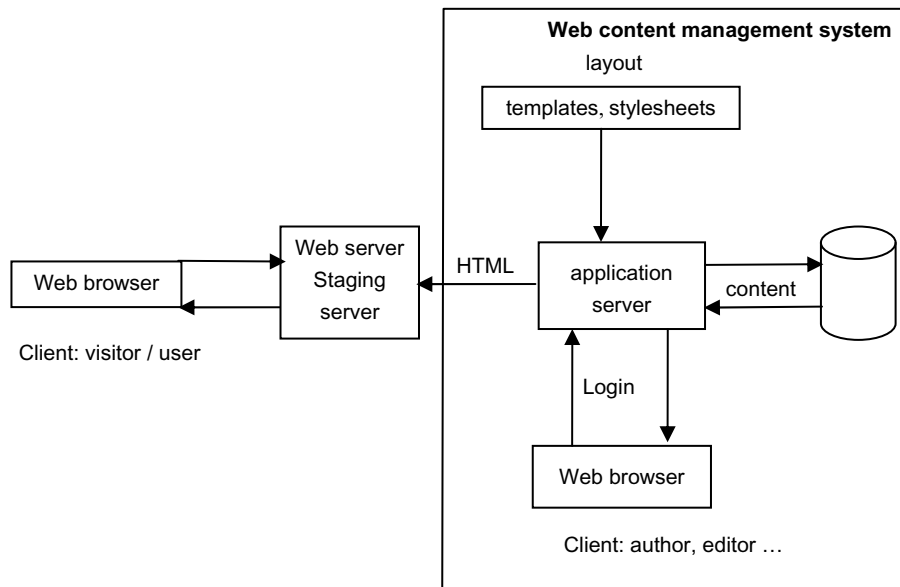 Web content management system
layout
templates, stylesheets
Web server
Staging
server
HTML
application
server
content
Web browser
Client: visitor / user
Login
Web browser
Client: author, editor …